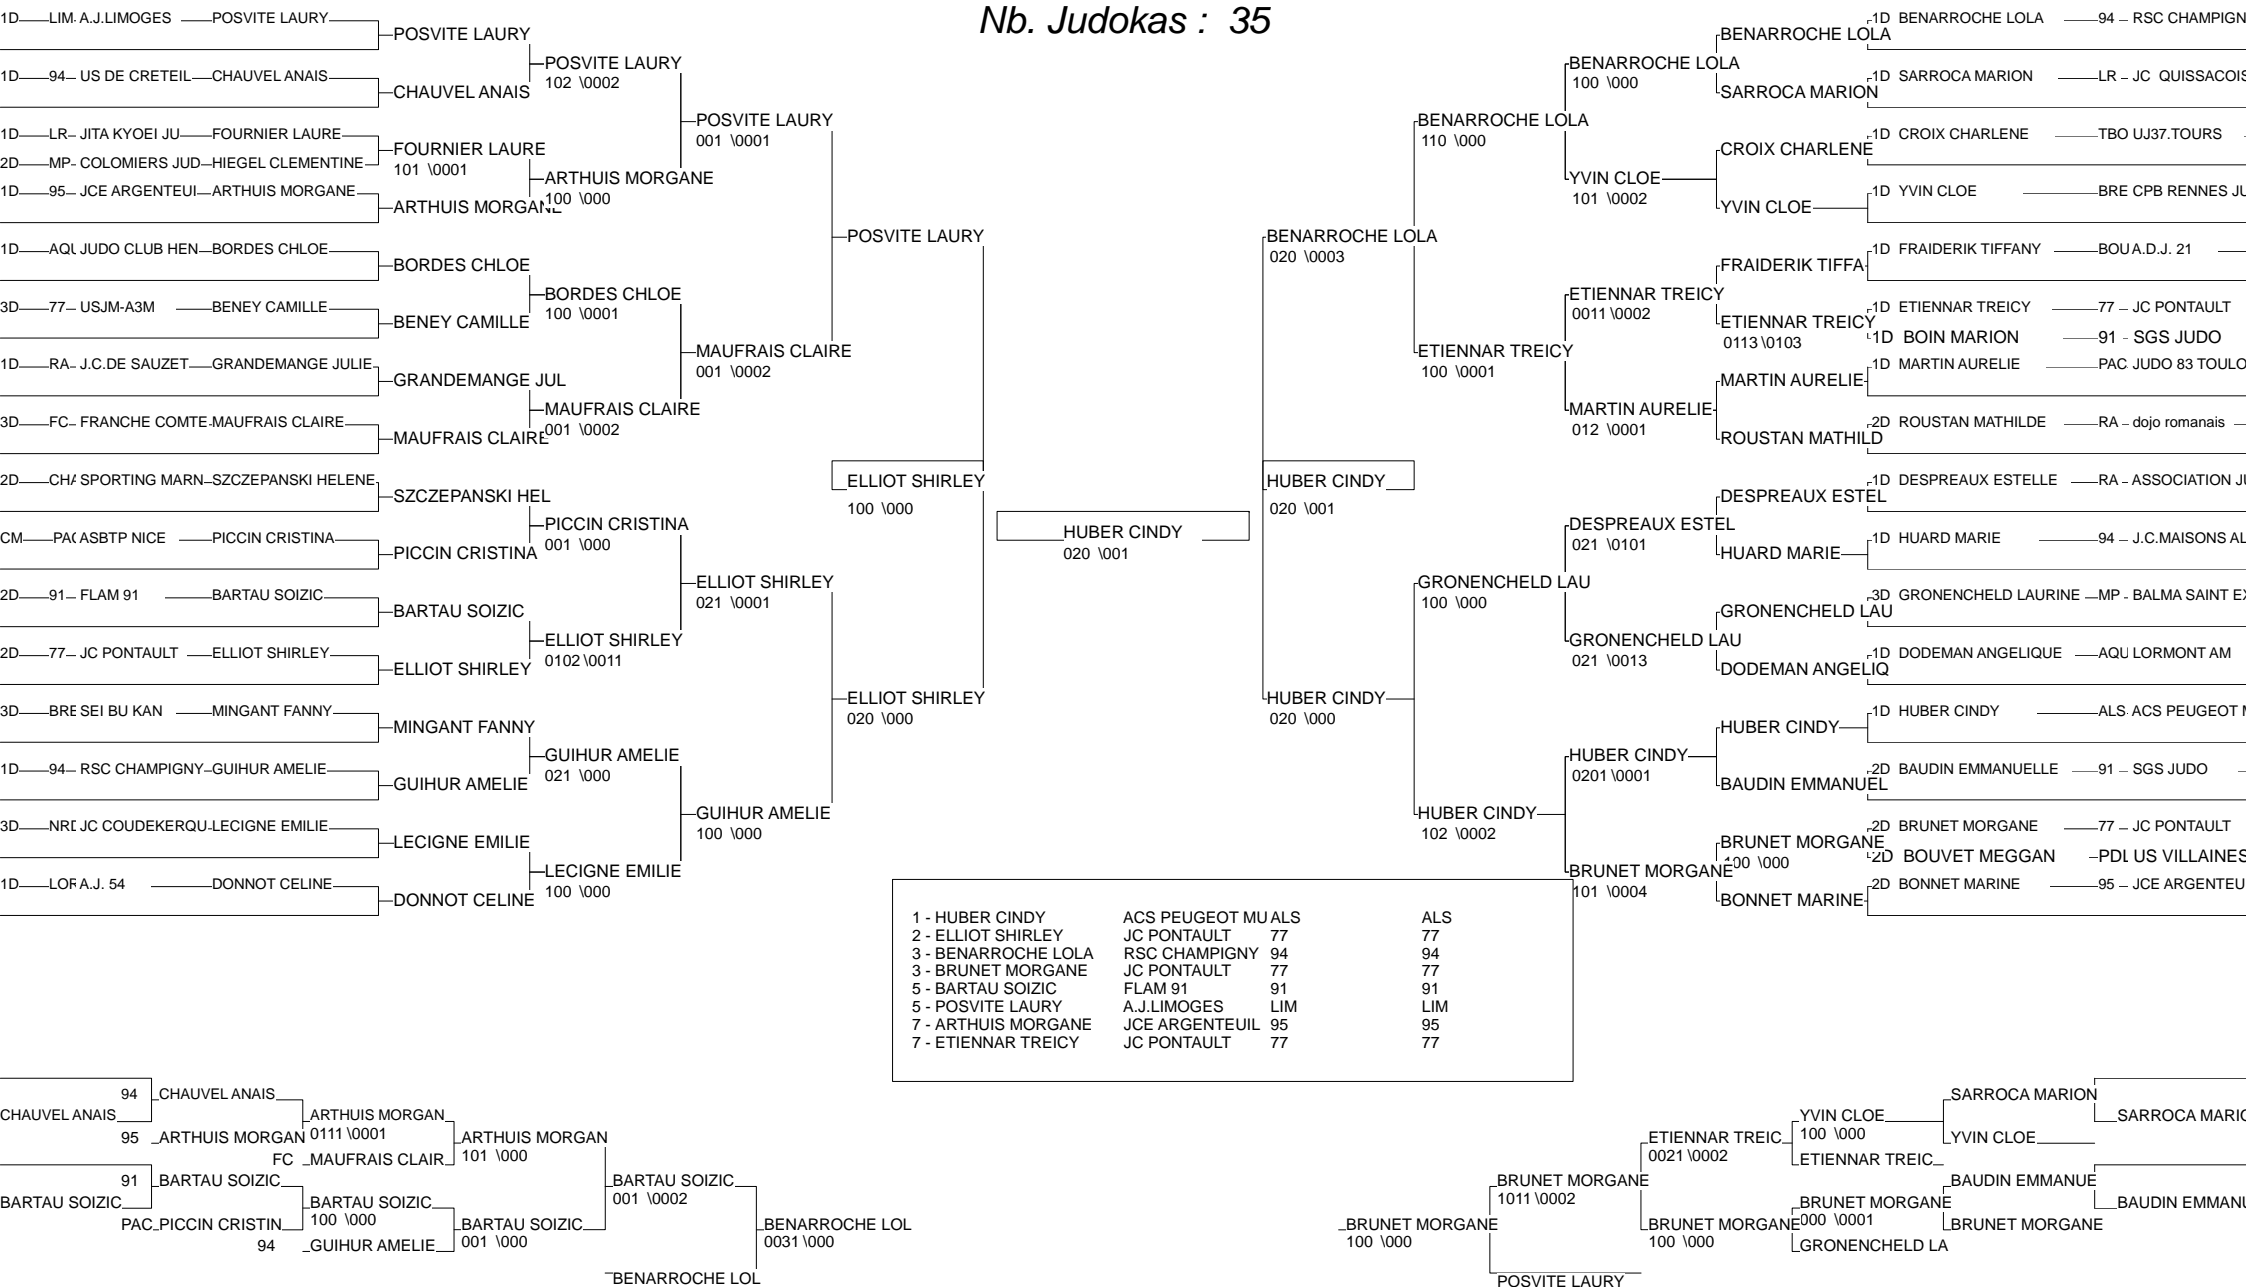 Nb. Judokas : 35
1D LIM A.J.LIMOGES POSVITE LAURY
1D 94 US DE CRETEIL CHAUVEL ANAIS
1D LR JITA KYOEI JU FOURNIER LAURE
2D MP COLOMIERS JUD HIEGEL CLEMENTINE
1D 95 JCE ARGENTEUI ARTHUIS MORGANE
1D AQU JUDO CLUB HEN BORDES CHLOE
3D 77 USJM-A3M BENEY CAMILLE
1D RA J.C.DE SAUZET GRANDEMANGE JULIE
3D FC FRANCHE COMTE MAUFRAIS CLAIRE
2D CHA SPORTING MARN SZCZEPANSKI HELENE
CM PAC ASBTP NICE PICCIN CRISTINA
2D 91 FLAM 91 BARTAU SOIZIC
2D 77 JC PONTAULT ELLIOT SHIRLEY
3D BRE SEI BU KAN MINGANT FANNY
1D 94 RSC CHAMPIGNY GUIHUR AMELIE
3D NRD JC COUDEKERQU LECIGNE EMILIE
1D LOR A.J. 54 DONNOT CELINE
POSVITE LAURY
CHAUVEL ANAIS
FOURNIER LAURE
101 \0001
ARTHUIS MORGANE
BORDES CHLOE
BENEY CAMILLE
GRANDEMANGE JUL
MAUFRAIS CLAIRE
SZCZEPANSKI HEL
PICCIN CRISTINA
BARTAU SOIZIC
ELLIOT SHIRLEY
MINGANT FANNY
GUIHUR AMELIE
LECIGNE EMILIE
DONNOT CELINE
POSVITE LAURY
102 \0002
ARTHUIS MORGANE
100 \000
BORDES CHLOE
100 \0001
MAUFRAIS CLAIRE
001 \0002
PICCIN CRISTINA
001 \000
ELLIOT SHIRLEY
0102 \0011
GUIHUR AMELIE
021 \000
LECIGNE EMILIE
100 \000
POSVITE LAURY
001 \0001
MAUFRAIS CLAIRE
001 \0002
ELLIOT SHIRLEY
021 \0001
GUIHUR AMELIE
100 \000
POSVITE LAURY
ELLIOT SHIRLEY
100 \000
ELLIOT SHIRLEY
020 \000
HUBER CINDY
020 \001
BENARROCHE LOLA
020 \0003
HUBER CINDY
020 \001
HUBER CINDY
020 \000
BENARROCHE LOLA
110 \000
ETIENNAR TREICY
100 \0001
GRONENCHELD LAU
100 \000
HUBER CINDY
102 \0002
BENARROCHE LOLA
100 \000
YVIN CLOE
101 \0002
ETIENNAR TREICY
0011 \0002
MARTIN AURELIE
012 \0001
DESPREAUX ESTEL
021 \0101
GRONENCHELD LAU
021 \0013
HUBER CINDY
0201 \0001
BRUNET MORGANE
101 \0004
BENARROCHE LOLA
SARROCA MARION
CROIX CHARLENE
YVIN CLOE
FRAIDERIK TIFFA
ETIENNAR TREICY
0113 \0103
MARTIN AURELIE
ROUSTAN MATHILD
DESPREAUX ESTEL
HUARD MARIE
GRONENCHELD LAU
DODEMAN ANGELIQ
HUBER CINDY
BAUDIN EMMANUEL
BRUNET MORGANE
100 \000
BONNET MARINE
1D BENARROCHE LOLA 94 RSC CHAMPIGN
1D SARROCA MARION LR JC QUISSACOIS
1D CROIX CHARLENE TBO UJ37.TOURS
1D YVIN CLOE BRE CPB RENNES JU
1D FRAIDERIK TIFFANY BOU A.D.J. 21
1D ETIENNAR TREICY 77 JC PONTAULT
1D BOIN MARION 91 - SGS JUDO
1D MARTIN AURELIE PAC JUDO 83 TOULO
2D ROUSTAN MATHILDE RA dojo romanais
1D DESPREAUX ESTELLE RA ASSOCIATION JU
1D HUARD MARIE 94 J.C.MAISONS AL
3D GRONENCHELD LAURINE MP BALMA SAINT EX
1D DODEMAN ANGELIQUE AQU LORMONT AM
1D HUBER CINDY ALS ACS PEUGEOT M
2D BAUDIN EMMANUELLE 91 SGS JUDO
2D BRUNET MORGANE 77 JC PONTAULT
2D BOUVET MEGGAN PDL US VILLAINES
2D BONNET MARINE 95 JCE ARGENTEU
1 - HUBER CINDY ACS PEUGEOT MU ALS ALS
2 - ELLIOT SHIRLEY JC PONTAULT 77 77
3 - BENARROCHE LOLA RSC CHAMPIGNY 94 94
3 - BRUNET MORGANE JC PONTAULT 77 77
5 - BARTAU SOIZIC FLAM 91 91 91
5 - POSVITE LAURY A.J.LIMOGES LIM LIM
7 - ARTHUIS MORGANE JCE ARGENTEUIL 95 95
7 - ETIENNAR TREICY JC PONTAULT 77 77
CHAUVEL ANAIS
BARTAU SOIZIC
94 CHAUVEL ANAIS
95 ARTHUIS MORGAN
91 BARTAU SOIZIC
PAC PICCIN CRISTIN
ARTHUIS MORGAN
0111 \0001
FC MAUFRAIS CLAIR
BARTAU SOIZIC
100 \000
94 GUIHUR AMELIE
ARTHUIS MORGAN
101 \000
BARTAU SOIZIC
001 \000
BARTAU SOIZIC
001 \0002
BENARROCHE LOL
BENARROCHE LOL
0031 \000
BRUNET MORGANE
100 \000
BRUNET MORGANE
1011 \0002
POSVITE LAURY
ETIENNAR TREIC
0021 \0002
BRUNET MORGANE
100 \000
YVIN CLOE
100 \000
ETIENNAR TREIC
BRUNET MORGANE
000 \0001
GRONENCHELD LA
SARROCA MARION
YVIN CLOE
BAUDIN EMMANUE
BRUNET MORGANE
SARROCA MARIO
BAUDIN EMMANU